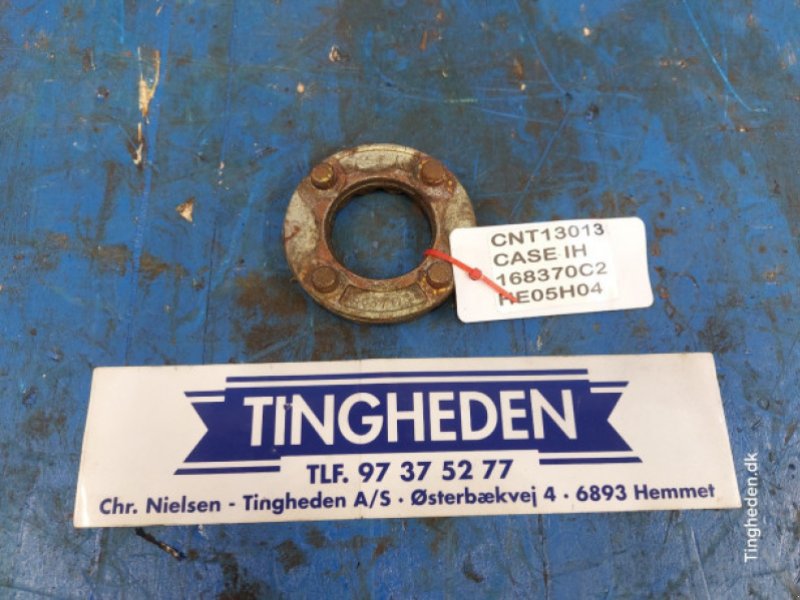 CNT13013
CASE IH
168370C2
HE05H04
TINGHEDEN
TLF. 97 37 52 77
Chr. Nielsen - Tingheden A/S · Østerbækvej 4 · 6893 Hemmet
Tingheden.dk